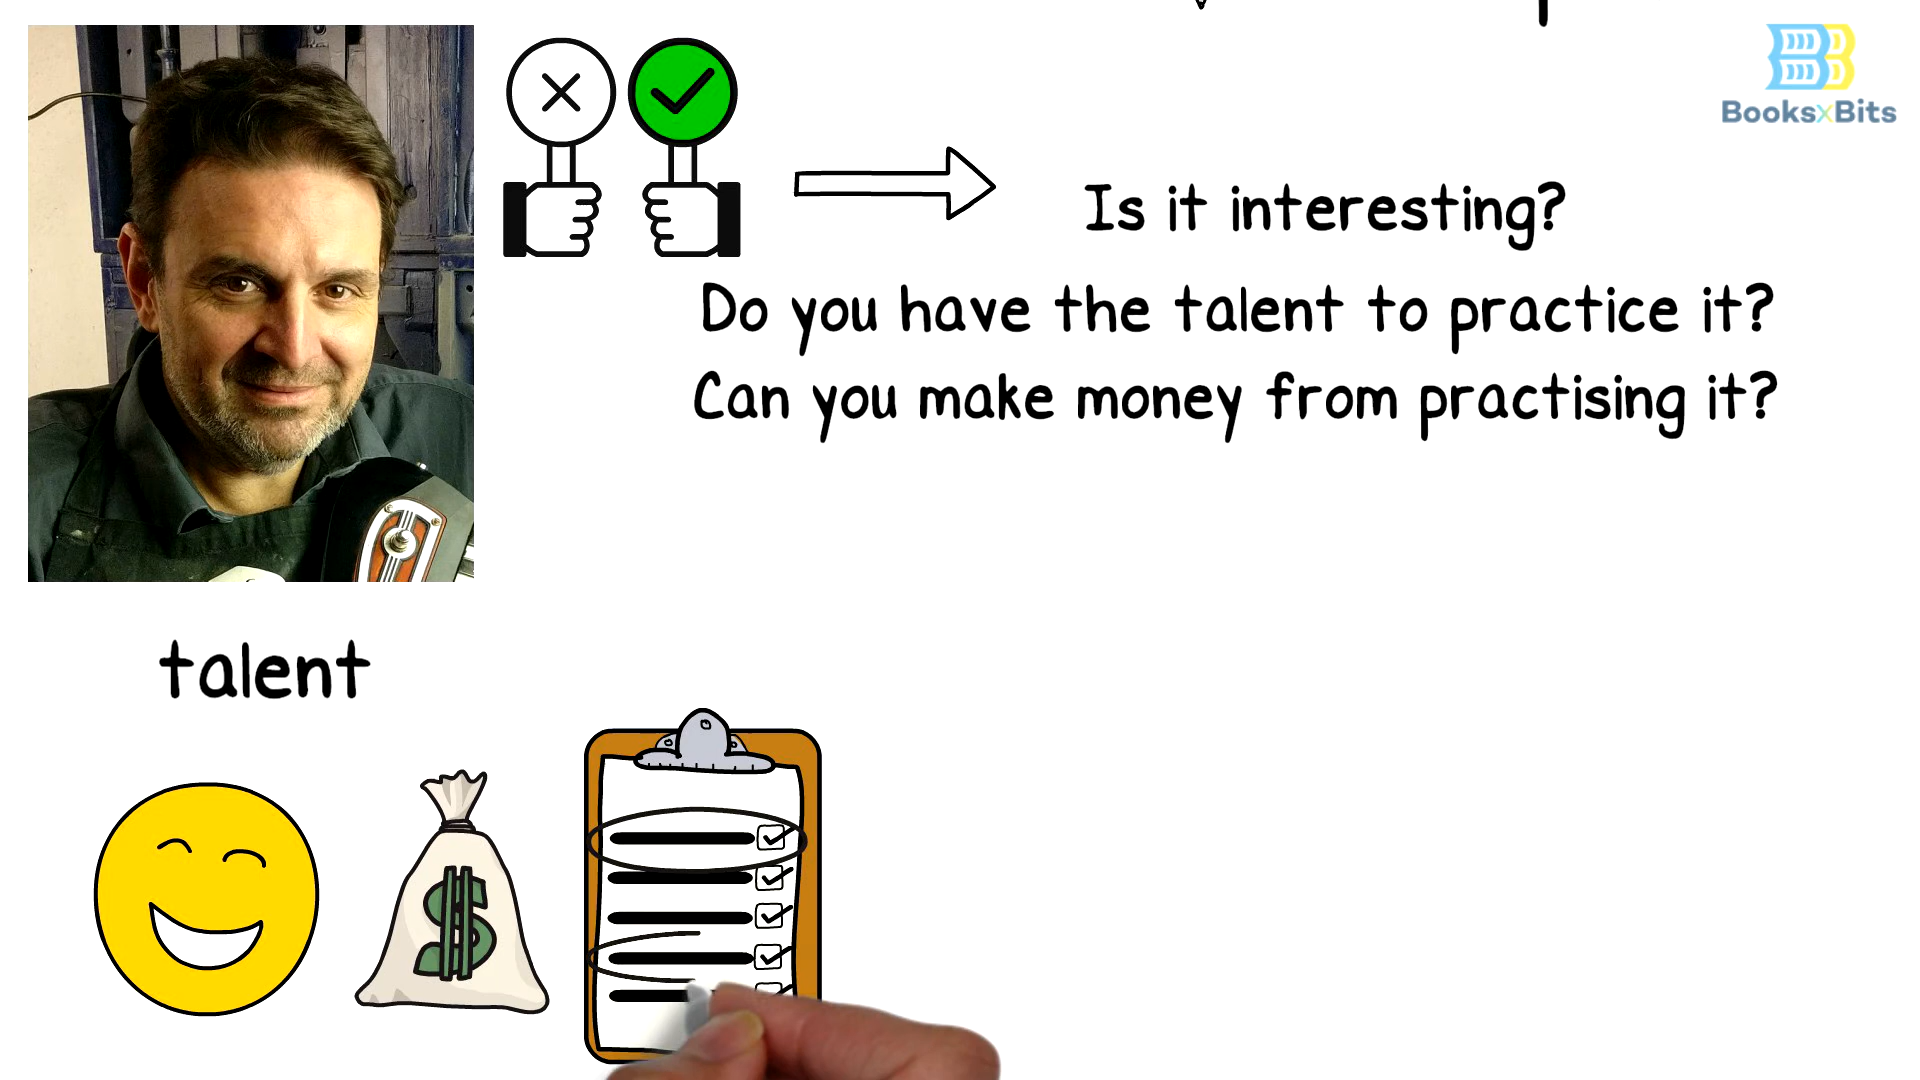 BooksxBits
Is it interesting?
Do you have the talent to practice it?
Can you make money from practising it?
talent
$